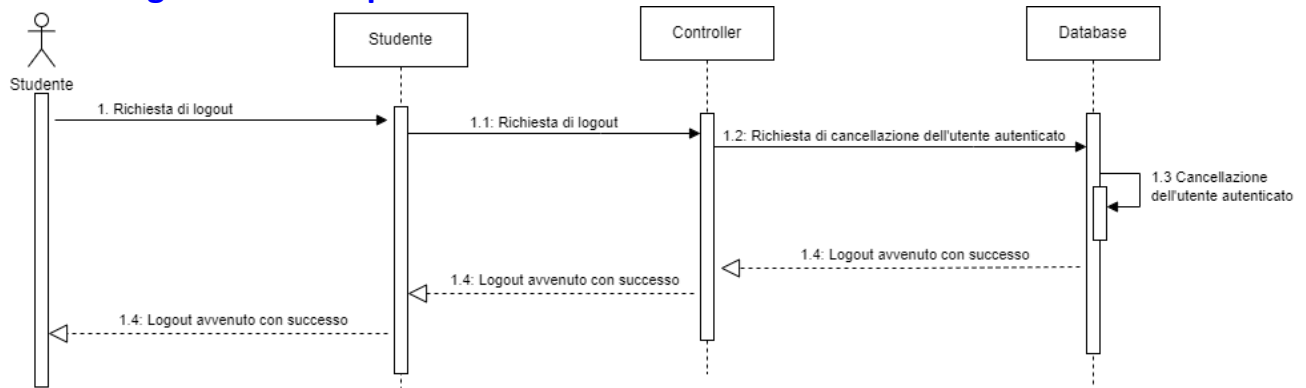 Studente
Controller
Database
Studente
1. Richiesta di logout
1.1: Richiesta di logout
1.2: Richiesta di cancellazione dell'utente autenticato
1.3 Cancellazione
dell'utente autenticato
1.4: Logout avvenuto con successo
1.4: Logout avvenuto con successo
1.4: Logout avvenuto con successo